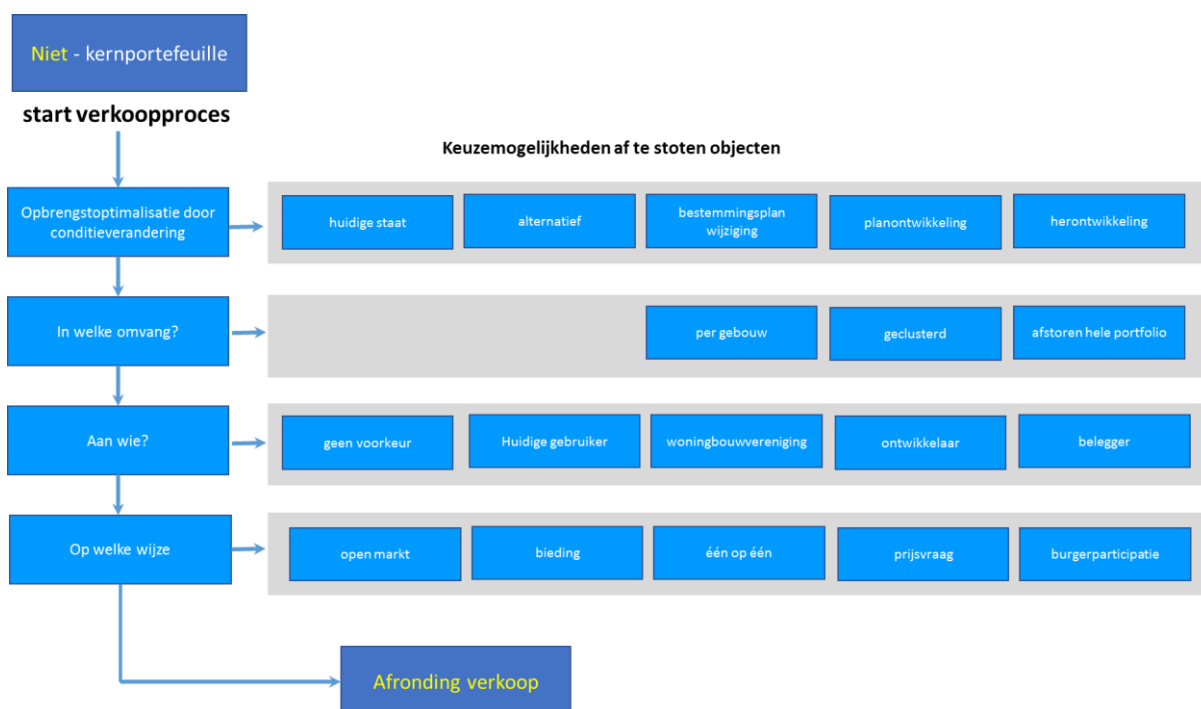 Niet - kernportefeuille
start verkoopproces
Keuzemogelijkheden af te stoten objecten
Opbrengstoptimalisatie door
conditieverandering
huidige staat
alternatief
bestemmingsplan
wijziging
planontwikkeling
herontwikkeling
In welke omvang?
per gebouw
geclusterd
afstoren hele portfolio
Aan wie?
geen voorkeur
Huidige gebruiker
woningbouwvereniging
ontwikkelaar
belegger
Op welke wijze
open markt
bieding
één op één
prijsvraag
burgerparticipatie
Afronding verkoop